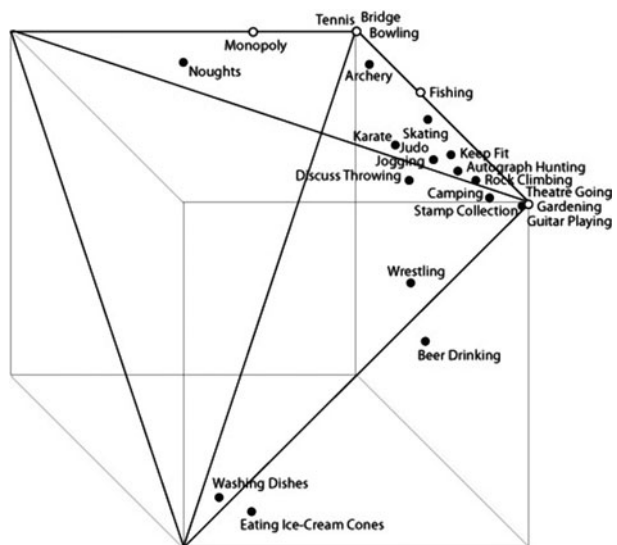 Tennis Bridge
Bowling
Monopoly
Noughts
Archery
Fishing
Skating
Karate
Judo
Keep Fit
Jogging
Autograph Hunting
Discuss Throwing
Rock Climbing
Camping
Theatre Going
Stamp Collection
Gardening
Guitar Playing
Wrestling
Beer Drinking
Washing Dishes
Eating Ice-Cream Cones